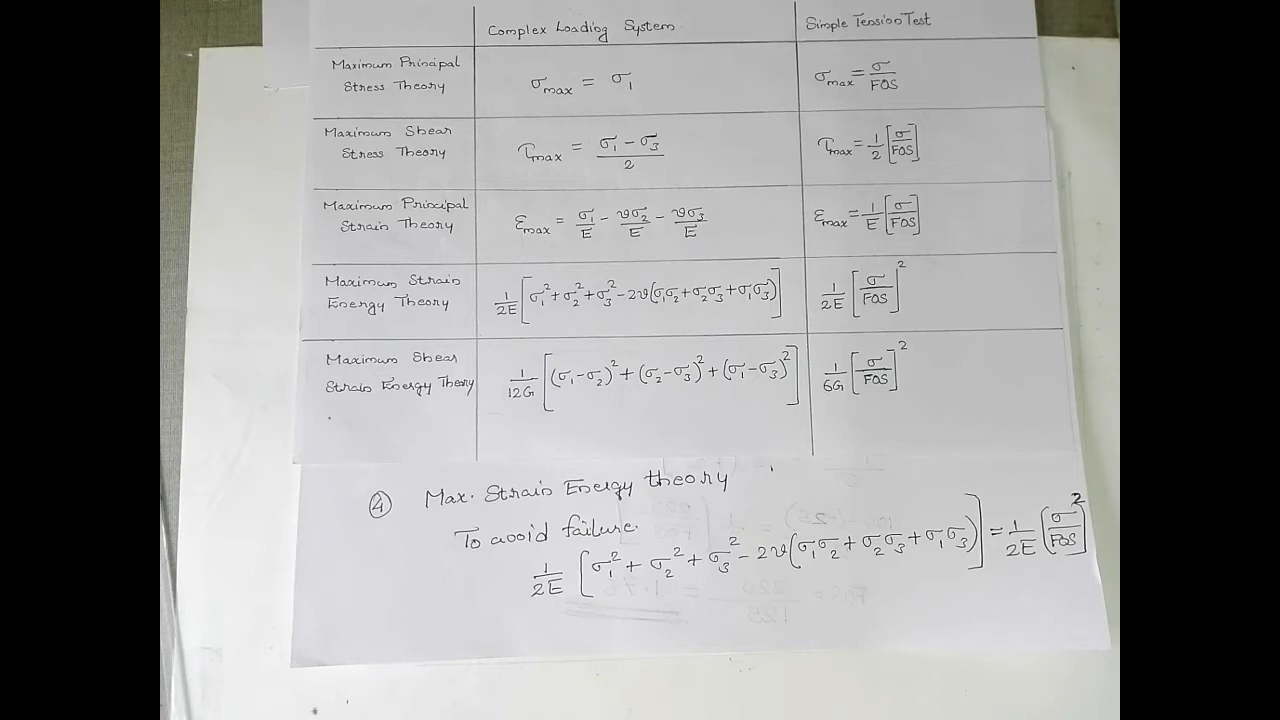 Complex Loading System Simple Tension Test
Maximum Principal
Stress Theory σmax = σ1 σmax = σ/FOS
Maximum Shear
Stress Theory τmax = (σ1 - σ3)/2 τmax = 1/2 [σ/FOS]
Maximum Principal
Strain Theory εmax = σ1/E - νσ2/E - νσ3/E εmax = 1/E [σ/FOS]
Maximum Strain
Energy Theory 1/2E [σ1² + σ2² + σ3² - 2ν(σ1σ2 + σ2σ3 + σ1σ3)] 1/2E [σ/FOS]²
Maximum Shear
Strain Energy Theory 1/12G [(σ1 - σ2)² + (σ2 - σ3)² + (σ1 - σ3)²] 1/6G [σ/FOS]²
④ Max. Strain Energy theory
To avoid failure.
1/2E [σ1² + σ2² + σ3² - 2ν(σ1σ2 + σ2σ3 + σ1σ3)] = 1/2E (σ/FOS)²